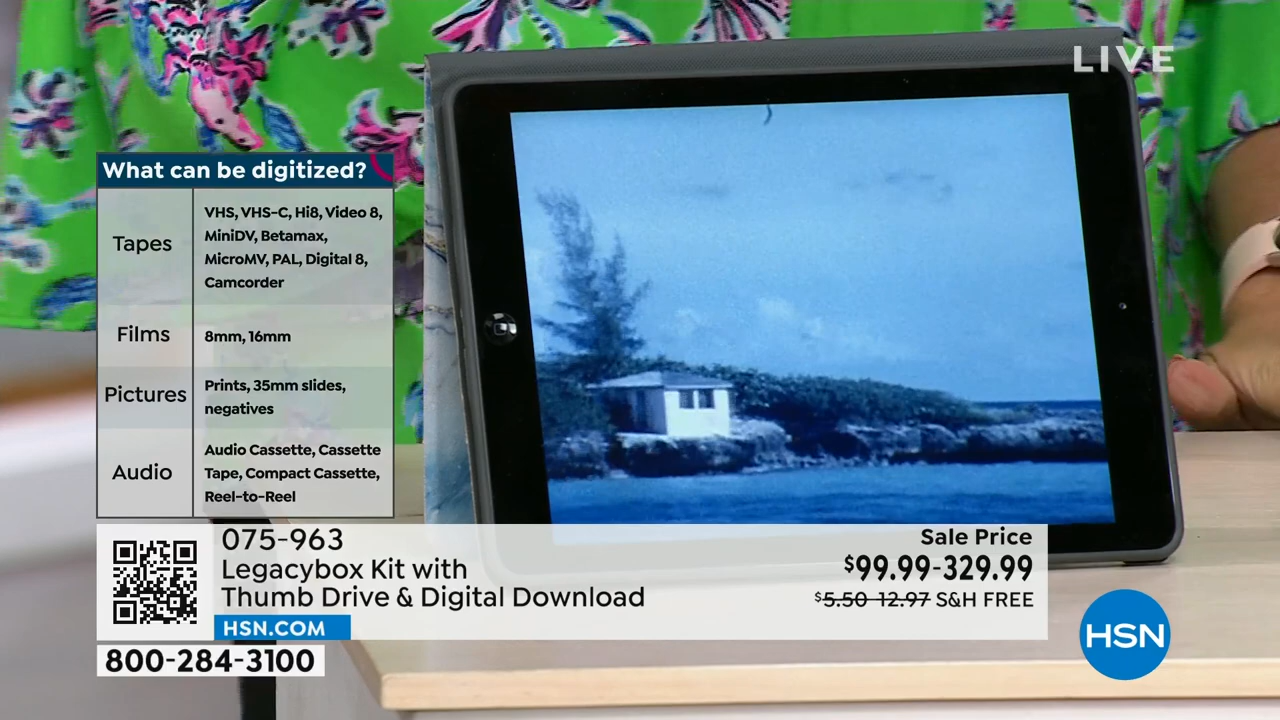 LIVE
What can be digitized?
Tapes
VHS, VHS-C, Hi8, Video 8,
MiniDV, Betamax,
MicroMV, PAL, Digital 8,
Camcorder
Films
8mm, 16mm
Pictures
Prints, 35mm slides,
negatives
Audio
Audio Cassette, Cassette
Tape, Compact Cassette,
Reel-to-Reel
075-963
Legacybox Kit with
Thumb Drive & Digital Download
HSN.COM
800-284-3100
Sale Price
$99.99-329.99
$5.50-12.97 S&H FREE
HSN